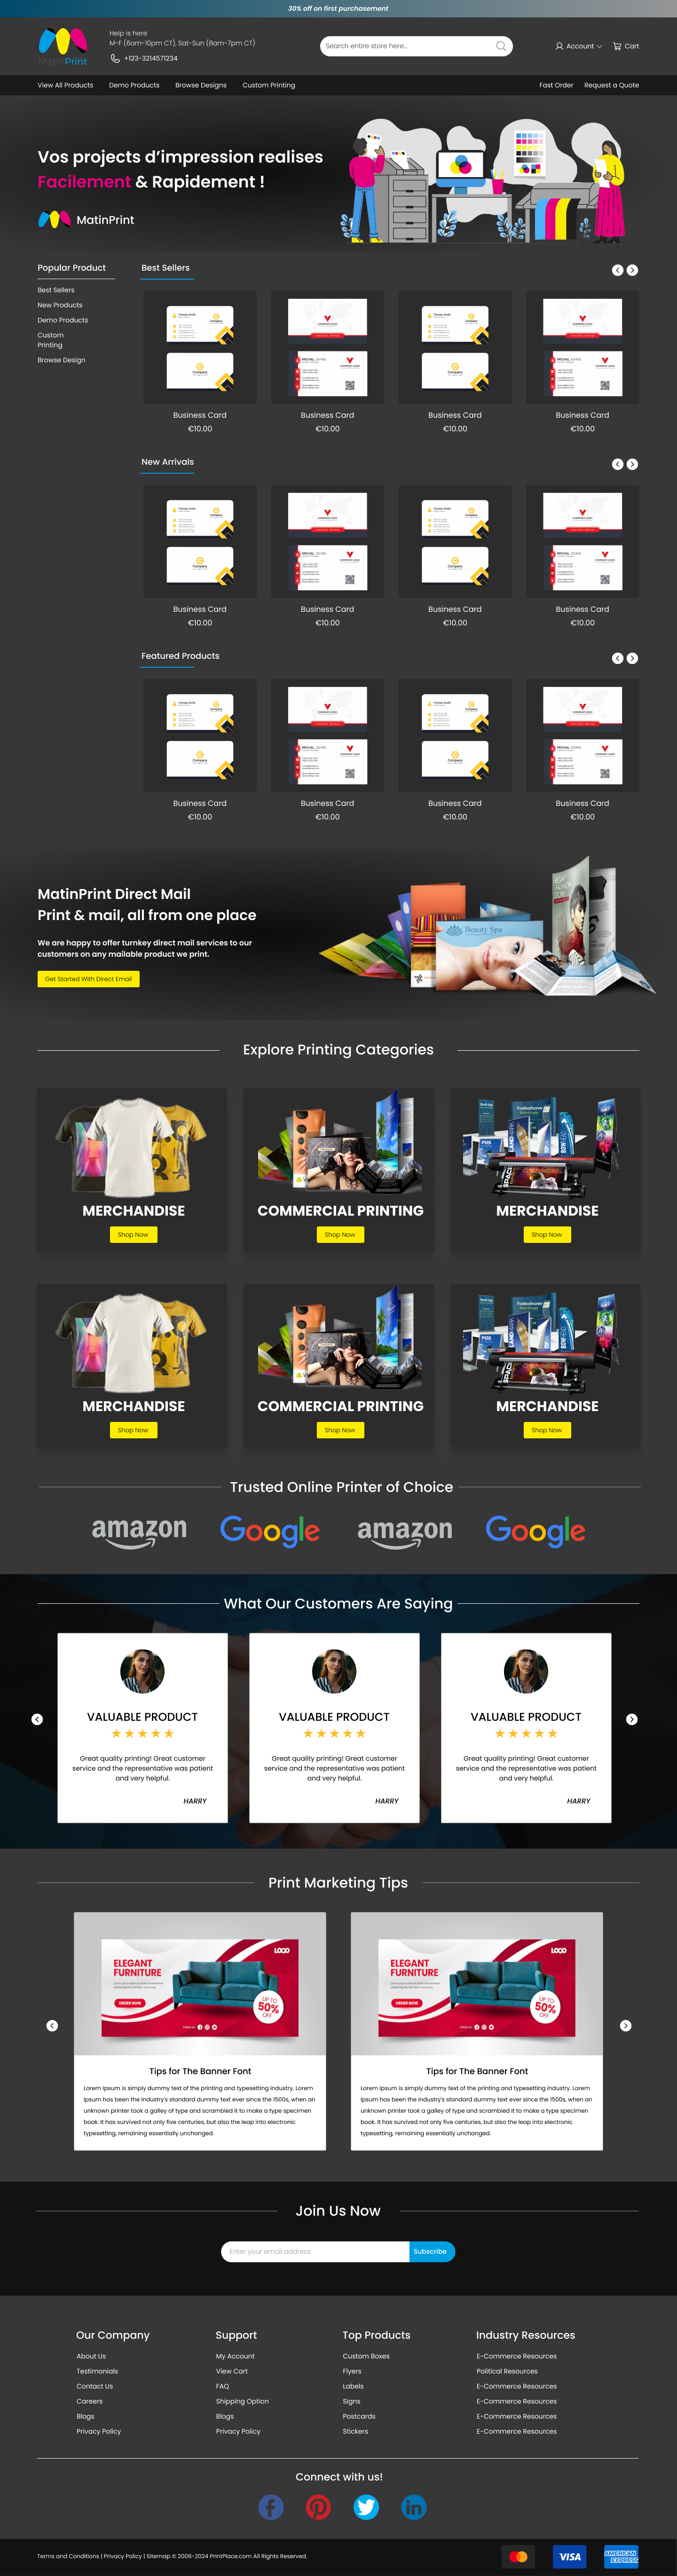 30% off on first purchasement
Help is here
M-F (6am-10pm CT), Sat-Sun (8am-7pm CT)
+123-3214571234
MatinPrint
Search entire store here...
Account
Cart
View All Products
Demo Products
Browse Designs
Custom Printing
Fast Order
Request a Quote
Vos projects d'impression realises
Facilement & Rapidement !
MatinPrint
Popular Product
Best Sellers
New Products
Demo Products
Custom
Printing
Browse Design
Best Sellers
Business Card
€10.00
Business Card
€10.00
Business Card
€10.00
Business Card
€10.00
New Arrivals
Business Card
€10.00
Business Card
€10.00
Business Card
€10.00
Business Card
€10.00
Featured Products
Business Card
€10.00
Business Card
€10.00
Business Card
€10.00
Business Card
€10.00
MatinPrint Direct Mail
Print & mail, all from one place
We are happy to offer turnkey direct mail services to our
customers on any mailable product we print.
Get Started With Direct Email
Beauty Spa
Explore Printing Categories
MERCHANDISE
Shop Now
COMMERCIAL PRINTING
Shop Now
MERCHANDISE
Shop Now
MERCHANDISE
Shop Now
COMMERCIAL PRINTING
Shop Now
MERCHANDISE
Shop Now
Trusted Online Printer of Choice
amazon
Google
amazon
Google
What Our Customers Are Saying
VALUABLE PRODUCT
Great quality printing! Great customer
service and the representative was patient
and very helpful.
HARRY
VALUABLE PRODUCT
Great quality printing! Great customer
service and the representative was patient
and very helpful.
HARRY
VALUABLE PRODUCT
Great quality printing! Great customer
service and the representative was patient
and very helpful.
HARRY
Print Marketing Tips
LOGO
ELEGANT
FURNITURE
ORDER NOW
UP TO
50%
OFF
Tips for The Banner Font
Lorem Ipsum is simply dummy text of the printing and typesetting industry. Lorem
Ipsum has been the industry's standard dummy text ever since the 1500s, when an
unknown printer took a galley of type and scrambled it to make a type specimen
book. It has survived not only five centuries, but also the leap into electronic
typesetting, remaining essentially unchanged.
LOGO
ELEGANT
FURNITURE
ORDER NOW
UP TO
50%
OFF
Tips for The Banner Font
Lorem Ipsum is simply dummy text of the printing and typesetting industry. Lorem
Ipsum has been the industry's standard dummy text ever since the 1500s, when an
unknown printer took a galley of type and scrambled it to make a type specimen
book. It has survived not only five centuries, but also the leap into electronic
typesetting, remaining essentially unchanged.
Join Us Now
Enter your email address
Subscribe
Our Company
About Us
Testimonials
Contact Us
Careers
Blogs
Privacy Policy
Support
My Account
View Cart
FAQ
Shipping Option
Blogs
Privacy Policy
Top Products
Custom Boxes
Flyers
Labels
Signs
Postcards
Stickers
Industry Resources
E-Commerce Resources
Political Resources
E-Commerce Resources
E-Commerce Resources
E-Commerce Resources
E-Commerce Resources
Connect with us!
Terms and Conditions | Privacy Policy | Sitemap © 2006-2024 PrintPlace.com All Rights Reserved.
VISA
AMERICAN
EXPRESS